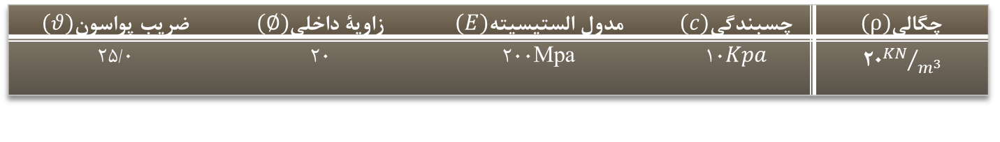 چگالی(ρ) چسبندگی(c) مدول الستیسیته(E) زاویهٔ داخلی(∅) ضریب پواسون(ϑ)
۲۰KN/m³ ۱۰Kpa ۲۰۰Mpa ۲۰ ۲۵/۰